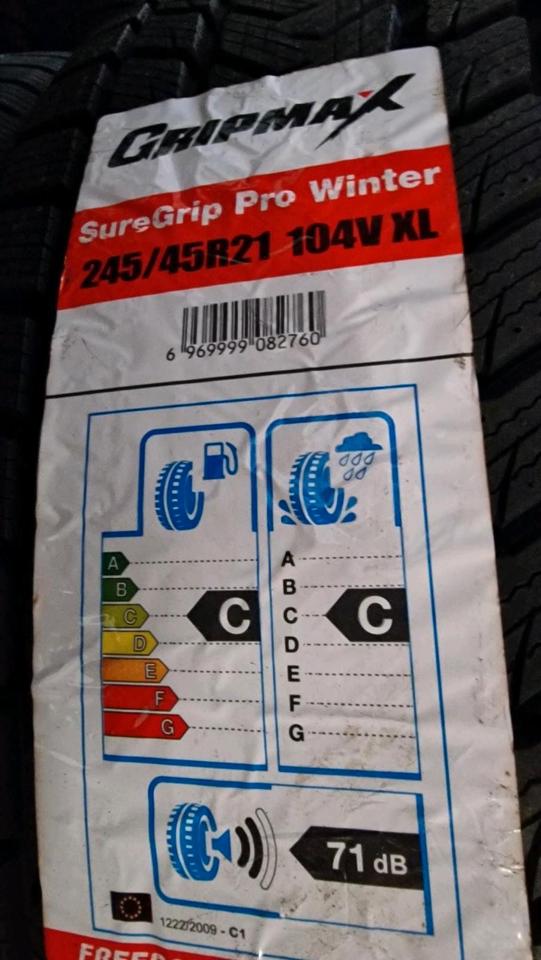 GRIPMAX
SureGrip Pro Winter
245/45R21 104V XL
6 969999 082760
A A
B B
C C C C
D D
E E
F F
G G
71 dB
1222/2009 - C1